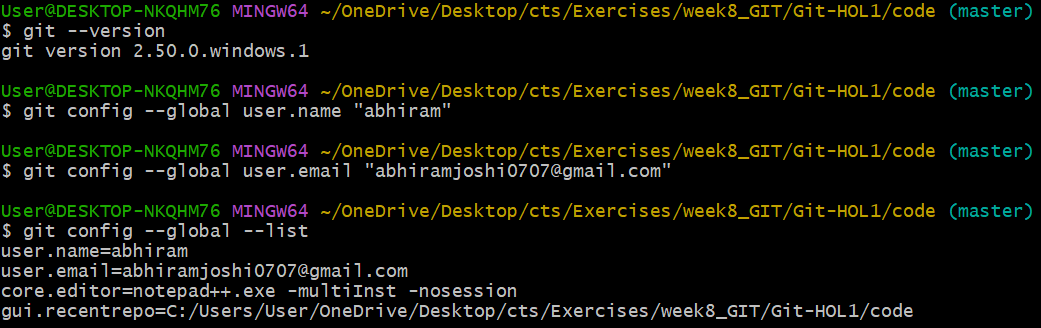 User@DESKTOP-NKQHM76 MINGW64 ~/OneDrive/Desktop/cts/Exercises/week8_GIT/Git-HOL1/code (master)
$ git --version
git version 2.50.0.windows.1
User@DESKTOP-NKQHM76 MINGW64 ~/OneDrive/Desktop/cts/Exercises/week8_GIT/Git-HOL1/code (master)
$ git config --global user.name "abhiram"
User@DESKTOP-NKQHM76 MINGW64 ~/OneDrive/Desktop/cts/Exercises/week8_GIT/Git-HOL1/code (master)
$ git config --global user.email "abhiramjoshi0707@gmail.com"
User@DESKTOP-NKQHM76 MINGW64 ~/OneDrive/Desktop/cts/Exercises/week8_GIT/Git-HOL1/code (master)
$ git config --global --list
user.name=abhiram
user.email=abhiramjoshi0707@gmail.com
core.editor=notepad++.exe -multiInst -nosession
gui.recentrepo=C:/Users/User/OneDrive/Desktop/cts/Exercises/week8_GIT/Git-HOL1/code